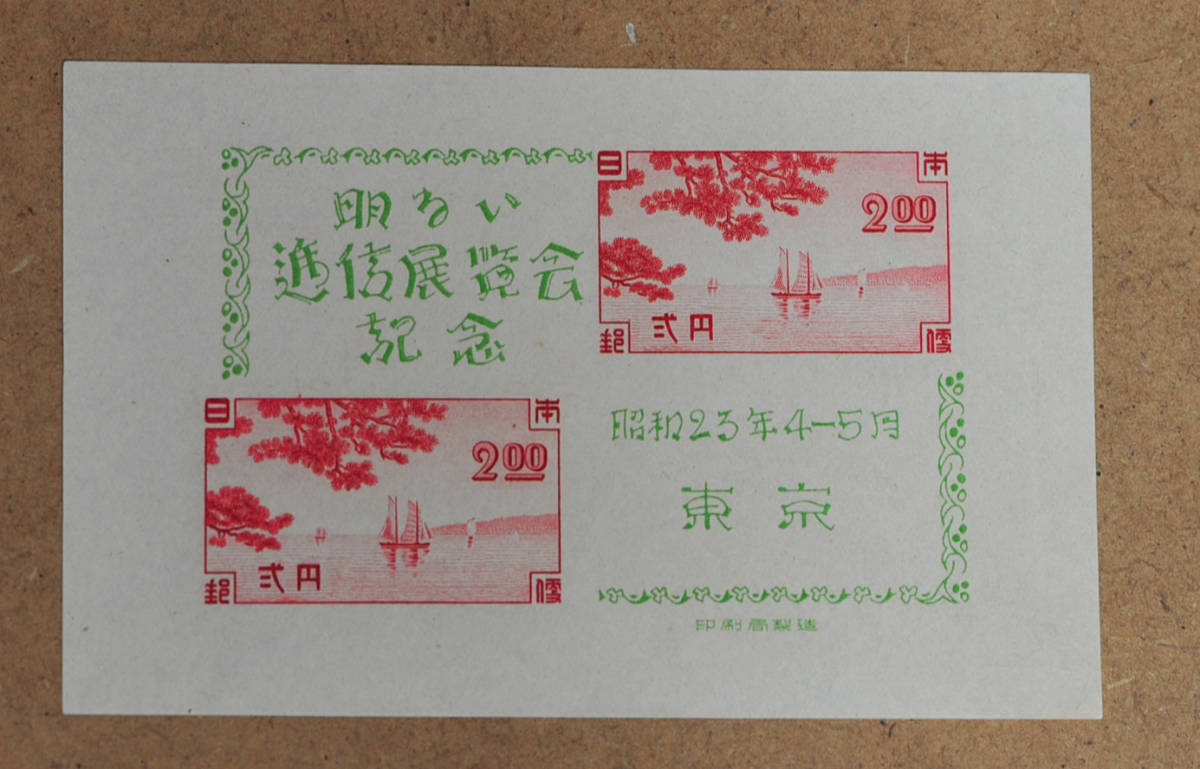 明るい
逓信展覧会
記念
日本
2.00
弐円
郵便
昭和23年4-5月
東京
日本
2.00
弐円
郵便
印刷局製造